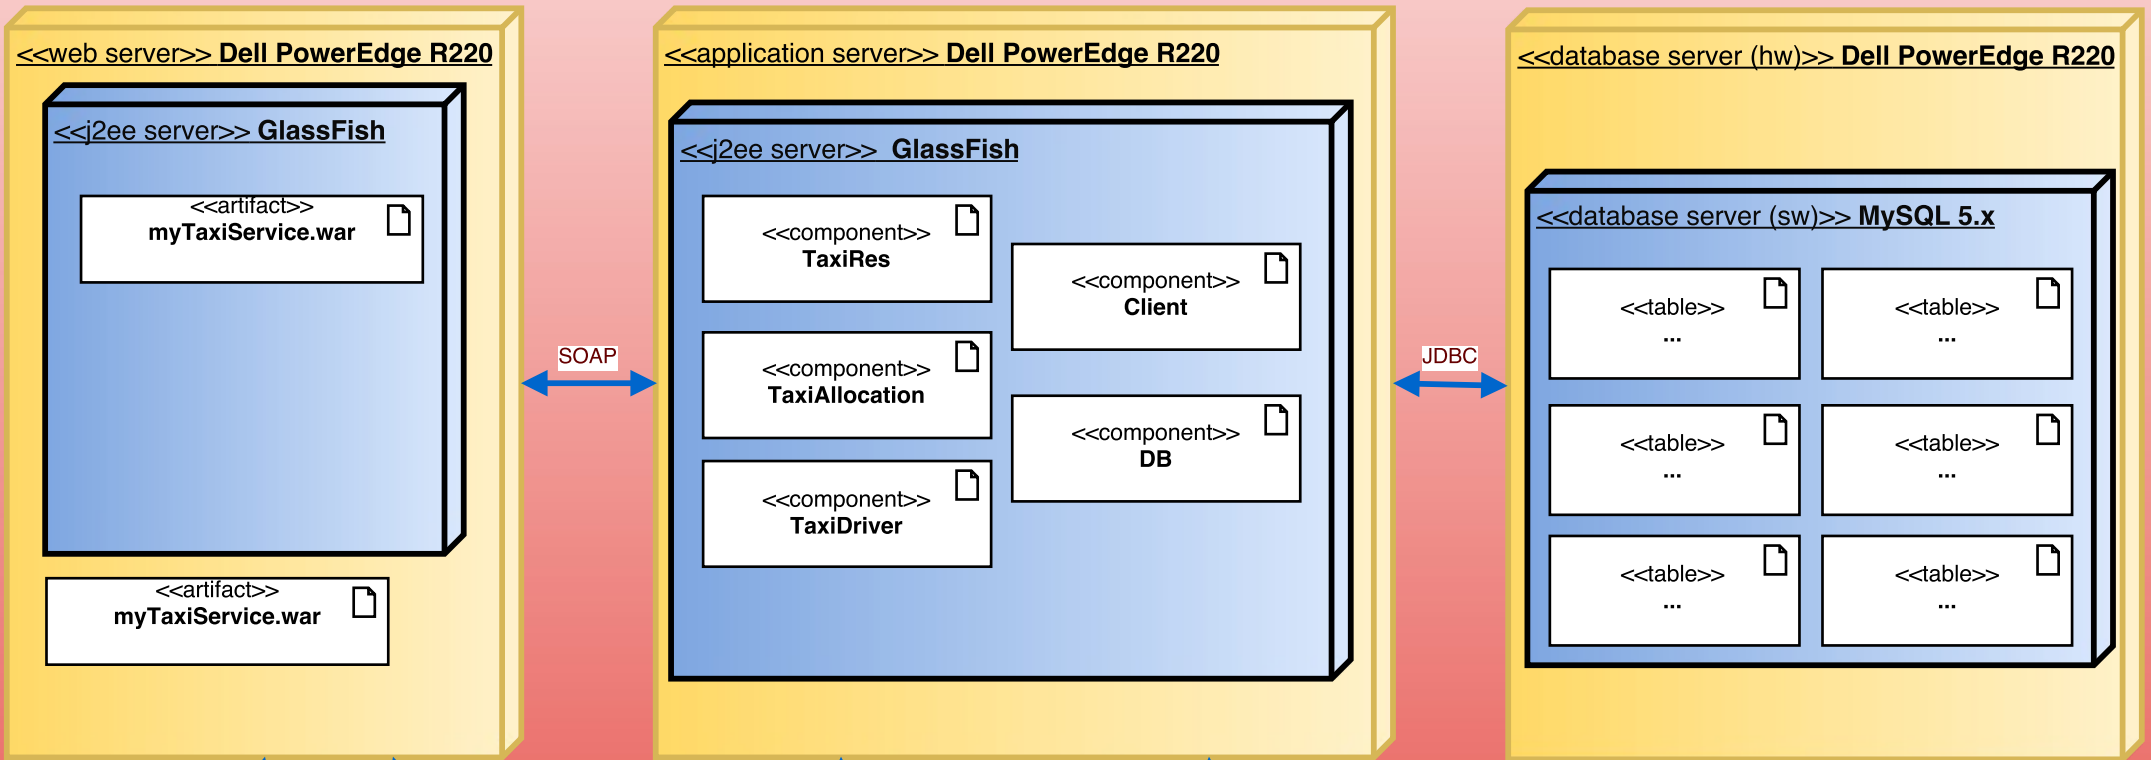 <<web server>> Dell PowerEdge R220
<<j2ee server>> GlassFish
<<artifact>>
myTaxiService.war
<<artifact>>
myTaxiService.war
SOAP
<<application server>> Dell PowerEdge R220
<<j2ee server>> GlassFish
<<component>>
TaxiRes
<<component>>
Client
<<component>>
TaxiAllocation
<<component>>
DB
<<component>>
TaxiDriver
JDBC
<<database server (hw)>> Dell PowerEdge R220
<<database server (sw)>> MySQL 5.x
<<table>>
...
<<table>>
...
<<table>>
...
<<table>>
...
<<table>>
...
<<table>>
...